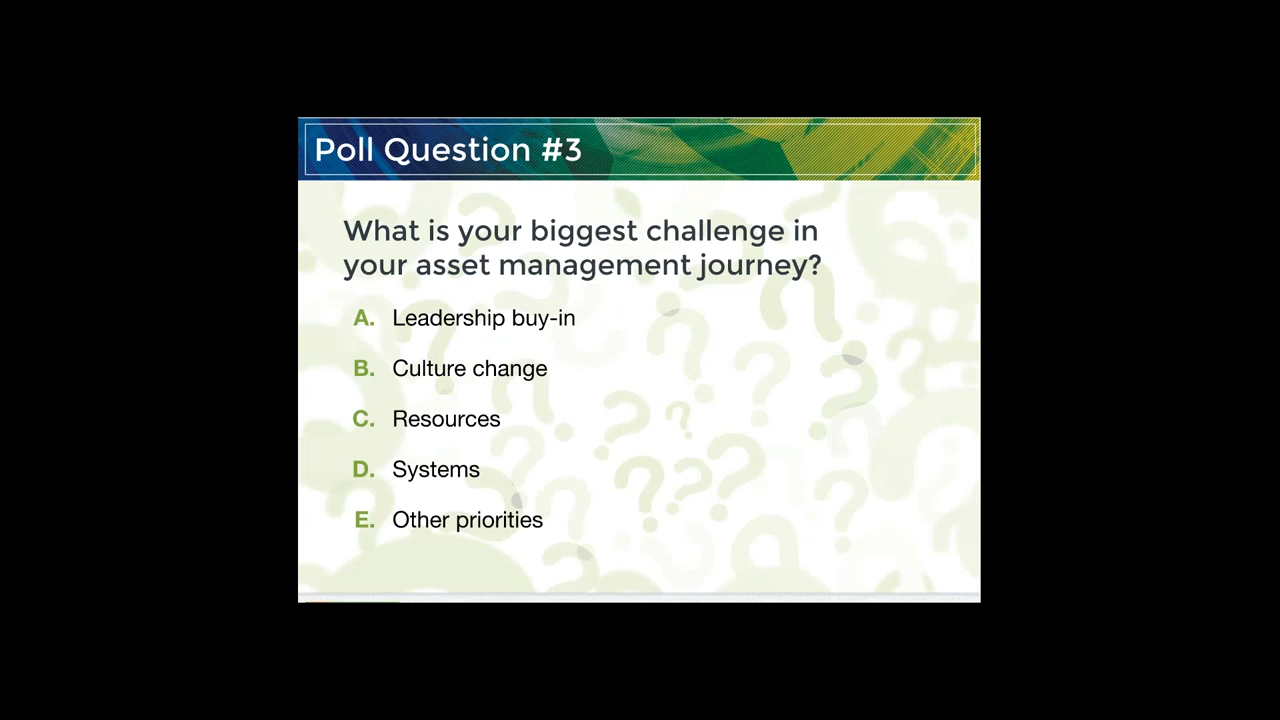 Poll Question #3
What is your biggest challenge in
your asset management journey?
A. Leadership buy-in
B. Culture change
C. Resources
D. Systems
E. Other priorities